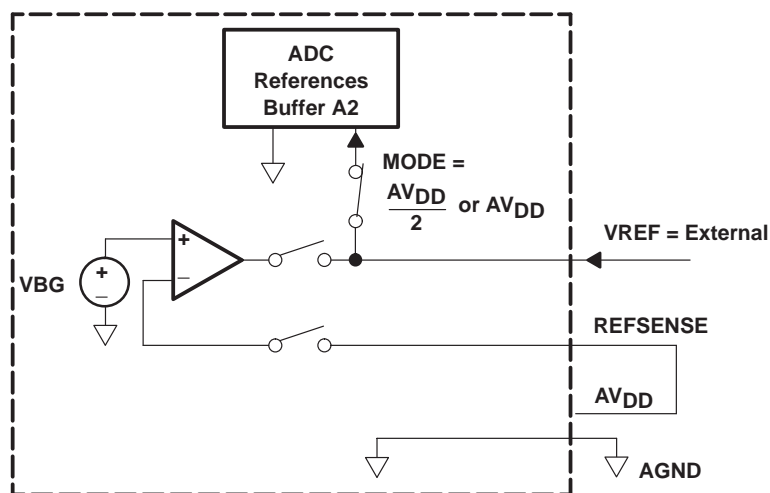 ADC
References
Buffer A2
MODE =
AVDD
2
or AVDD
VREF = External
+
−
+
−
VBG
REFSENSE
AVDD
AGND